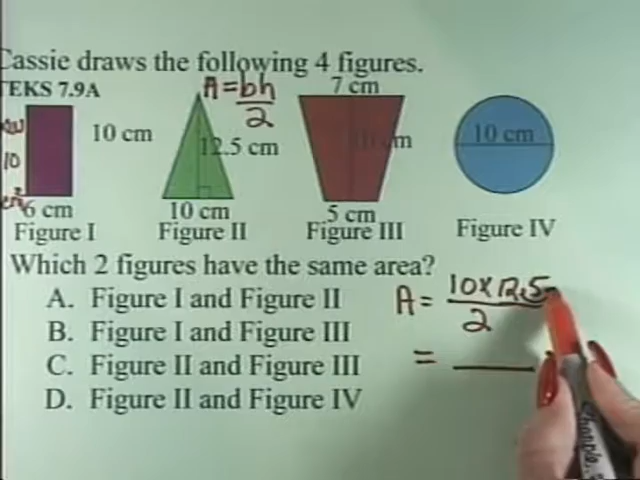 Cassie draws the following 4 figures.
TEKS 7.9A
A = bh
2
7 cm
10 cm
12.5 cm
10 cm
10 cm
10
6 cm
10 cm
5 cm
Figure I
Figure II
Figure III
Figure IV
Which 2 figures have the same area?
A. Figure I and Figure II
B. Figure I and Figure III
C. Figure II and Figure III
D. Figure II and Figure IV
A = 10 x 12.5
2
=
Sharpie